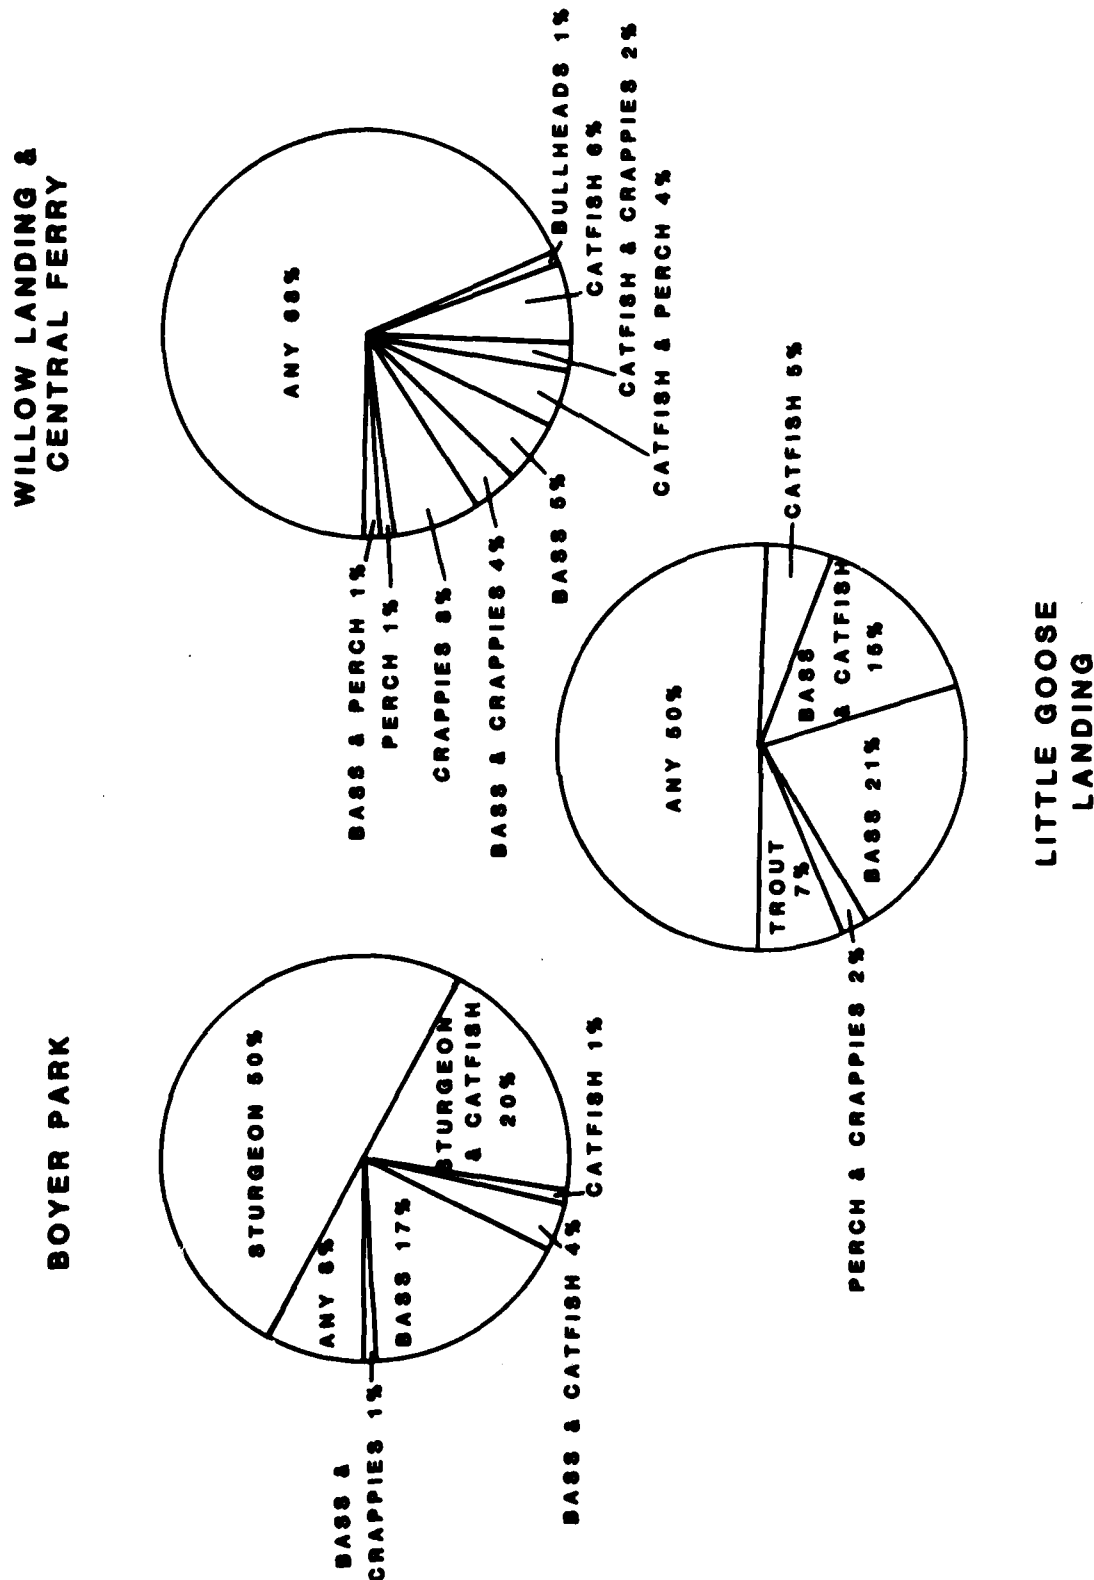 BOYER PARK
STURGEON 50%
ANY 8%
STURGEON
& CATFISH
20%
BASS 17%
BASS &
CRAPPIES 1%
BASS & CATFISH 4%
CATFISH 1%
WILLOW LANDING &
CENTRAL FERRY
ANY 68%
BASS & PERCH 1%
PERCH 1%
CRAPPIES 8%
BASS & CRAPPIES 4%
BASS 5%
BULLHEADS 1%
CATFISH 6%
CATFISH & CRAPPIES 2%
CATFISH & PERCH 4%
ANY 50%
TROUT
7%
CATFISH 5%
BASS
& CATFISH
15%
BASS 21%
PERCH & CRAPPIES 2%
LITTLE GOOSE
LANDING